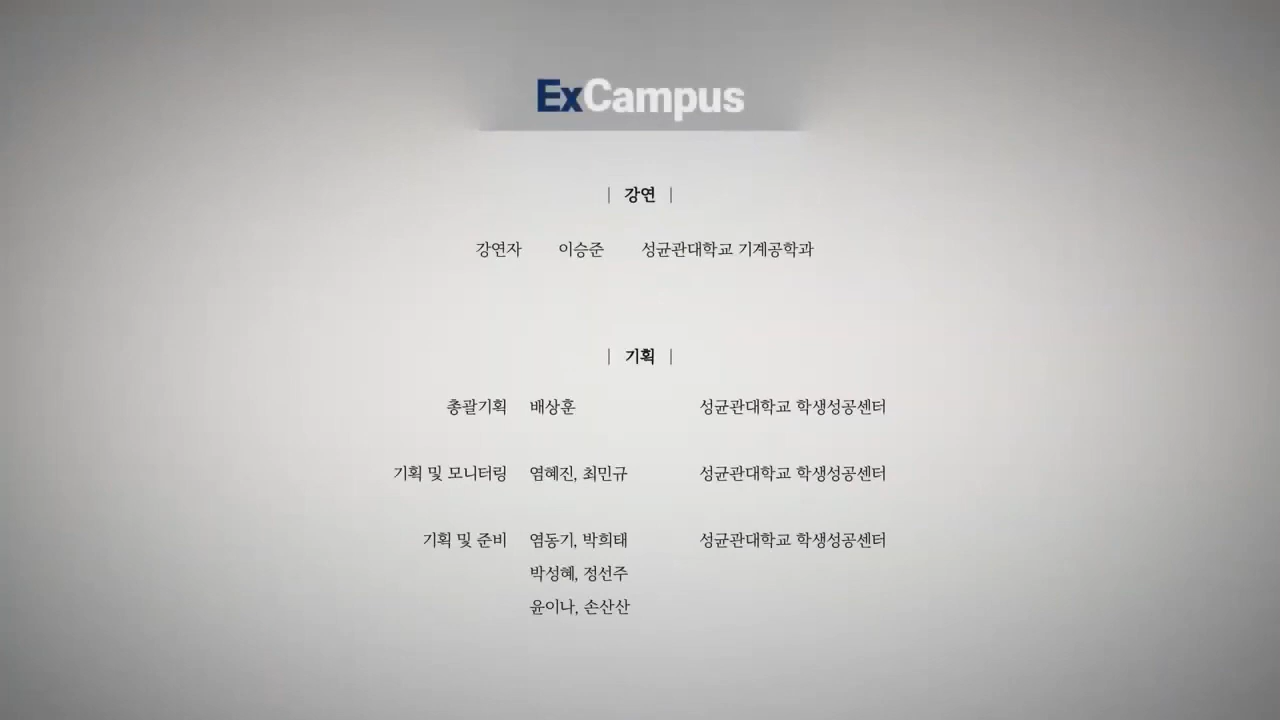 ExCampus
| 강연 |
강연자 이승준 성균관대학교 기계공학과
| 기획 |
총괄기획 배상훈 성균관대학교 학생성공센터
기획 및 모니터링 염혜진, 최민규 성균관대학교 학생성공센터
기획 및 준비 염동기, 박희태 성균관대학교 학생성공센터
박성혜, 정선주
윤이나, 손산산